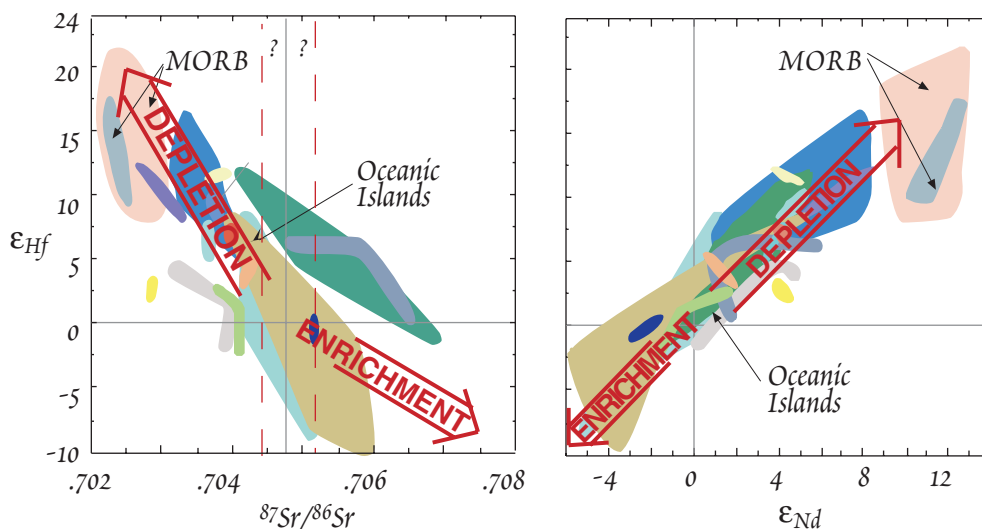 24
20
15
10
5
0
-5
-10
εHf
.702
.704
.706
.708
⁸⁷Sr/⁸⁶Sr
? ?
MORB
DEPLETION
Oceanic
Islands
ENRICHMENT
MORB
DEPLETION
ENRICHMENT
Oceanic
Islands
-4
0
4
8
12
εNd